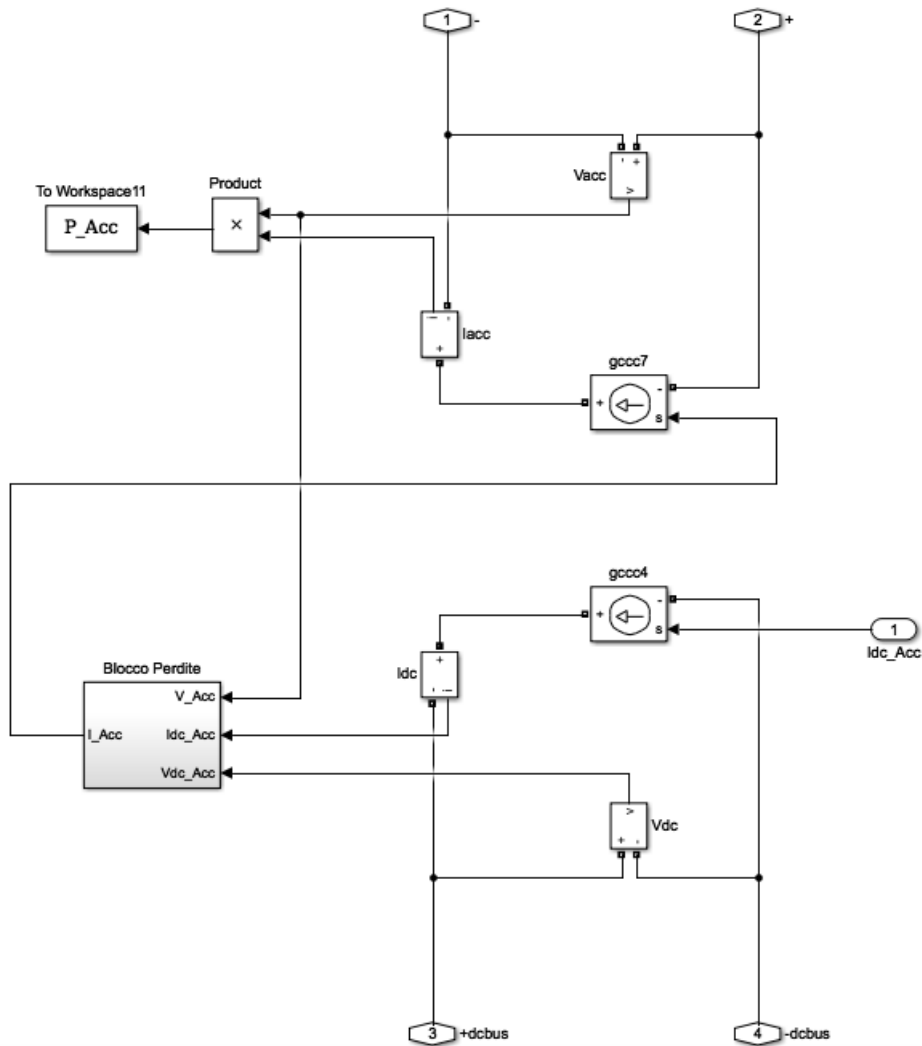 1 - 2 +
Vacc - + v
Product
To Workspace11
P_Acc
×
i -
+
Iacc
gccc7
+ - s
gccc4
+ - s
1
Idc_Acc
+
- i
Idc
Blocco Perdite
V_Acc
I_Acc Idc_Acc
Vdc_Acc
v
+ -
Vdc
3 +dcbus 4 -dcbus